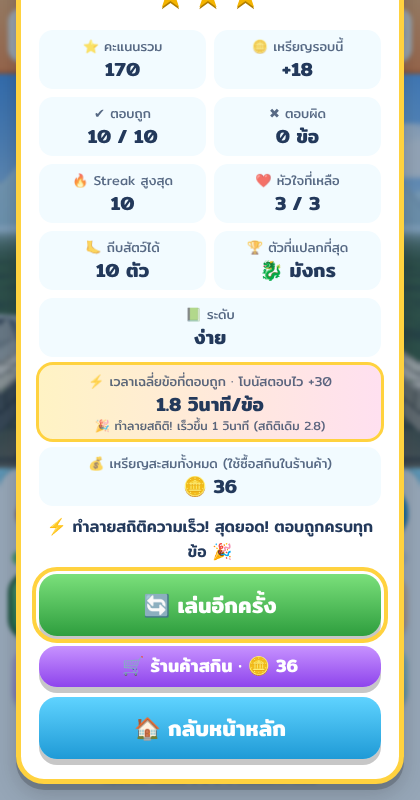 ⭐ คะแนนรวม
170
🪙 เหรียญรอบนี้
+18
✔ ตอบถูก
10 / 10
✖ ตอบผิด
0 ข้อ
🔥 Streak สูงสุด
10
❤️ หัวใจที่เหลือ
3 / 3
🦶 ถีบสัตว์ได้
10 ตัว
🏆 ตัวที่แปลกที่สุด
🐉 มังกร
📗 ระดับ
ง่าย
⚡ เวลาเฉลี่ยข้อที่ตอบถูก · โบนัสตอบไว +30
1.8 วินาที/ข้อ
🎉 ทำลายสถิติ! เร็วขึ้น 1 วินาที (สถิติเดิม 2.8)
💰 เหรียญสะสมทั้งหมด (ใช้ซื้อสกินในร้านค้า)
🪙 36
⚡ ทำลายสถิติความเร็ว! สุดยอด! ตอบถูกครบทุก
ข้อ 🎉
🔄 เล่นอีกครั้ง
🛒 ร้านค้าสกิน · 🪙 36
🏠 กลับหน้าหลัก